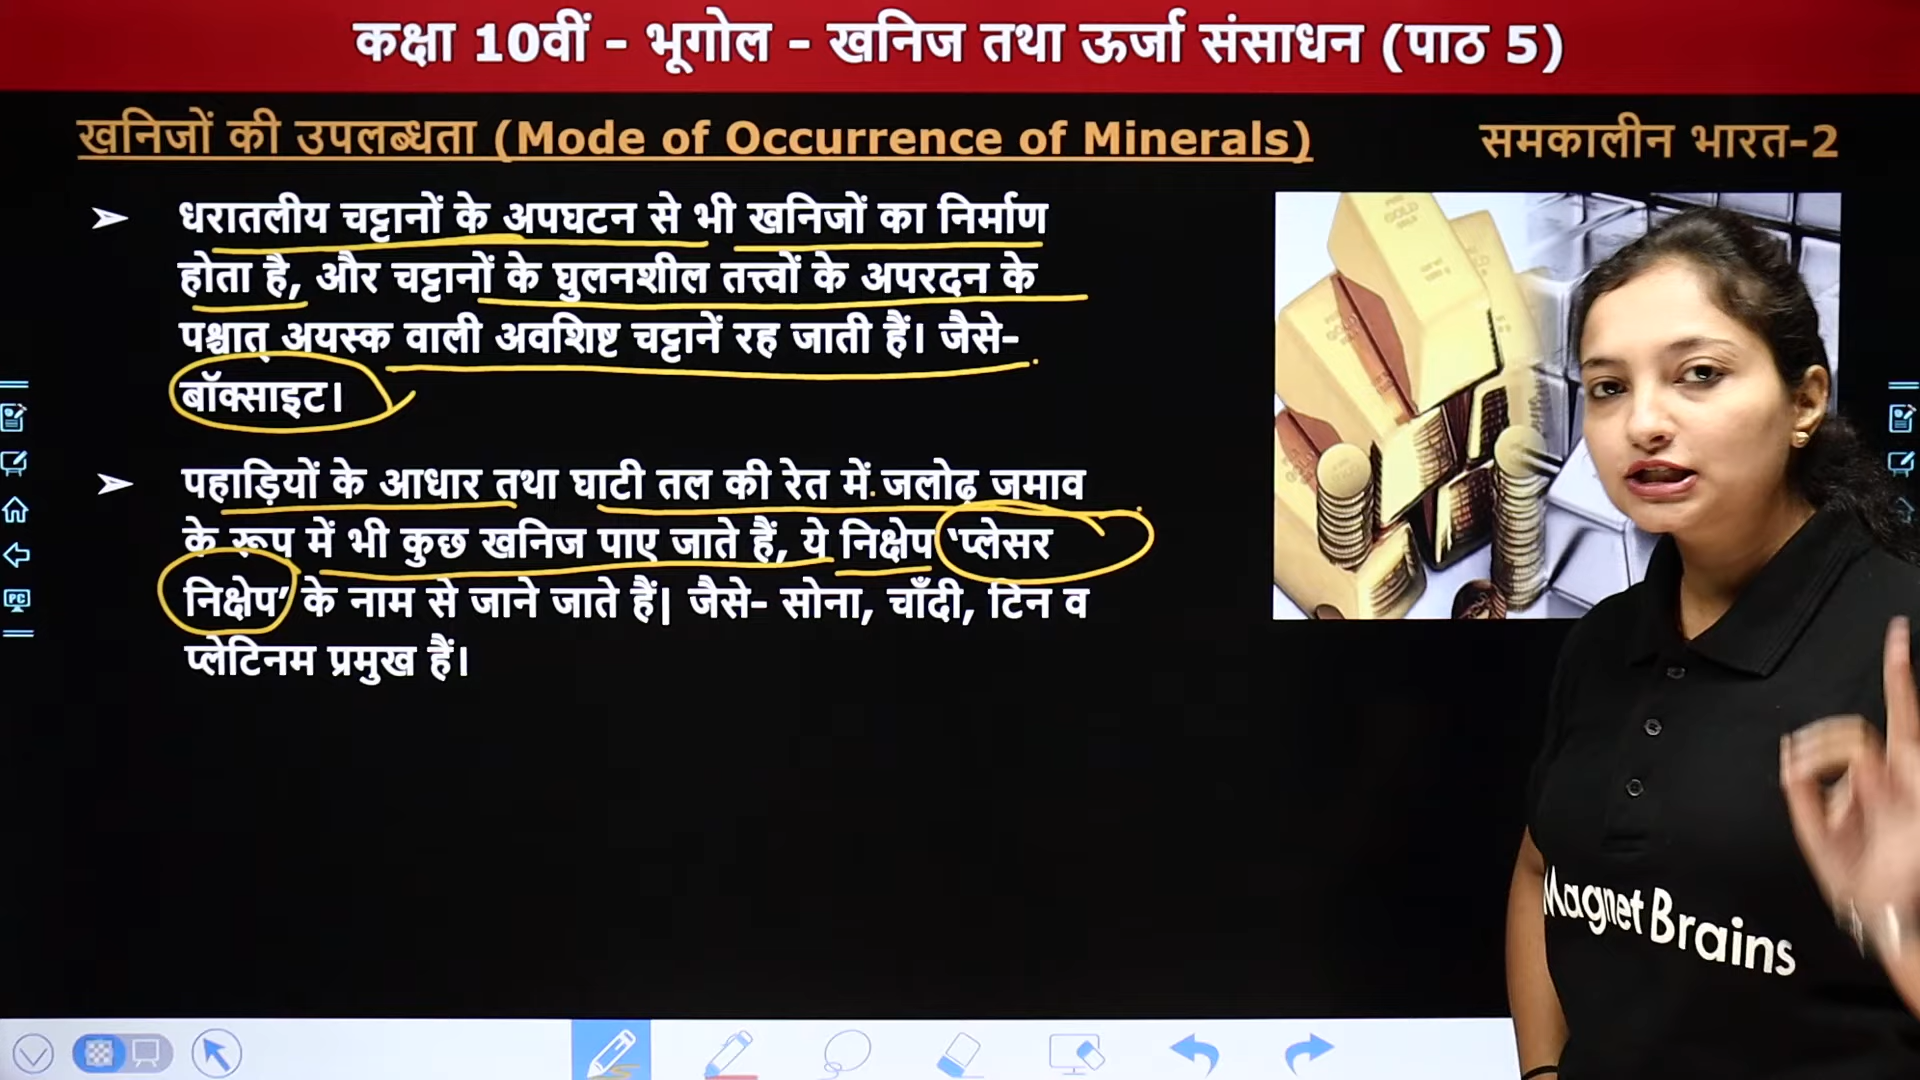 कक्षा 10वीं - भूगोल - खनिज तथा ऊर्जा संसाधन (पाठ 5)
खनिजों की उपलब्धता (Mode of Occurrence of Minerals)
समकालीन भारत-2
➢ धरातलीय चट्टानों के अपघटन से भी खनिजों का निर्माण
होता है, और चट्टानों के घुलनशील तत्त्वों के अपरदन के
पश्चात् अयस्क वाली अवशिष्ट चट्टानें रह जाती हैं। जैसे-
बॉक्साइट।
➢ पहाड़ियों के आधार तथा घाटी तल की रेत में जलोढ़ जमाव
के रूप में भी कुछ खनिज पाए जाते हैं, ये निक्षेप ‘प्लेसर
निक्षेप’ के नाम से जाने जाते हैं| जैसे- सोना, चाँदी, टिन व
प्लेटिनम प्रमुख हैं।
GOLD
PC
Magnet Brains